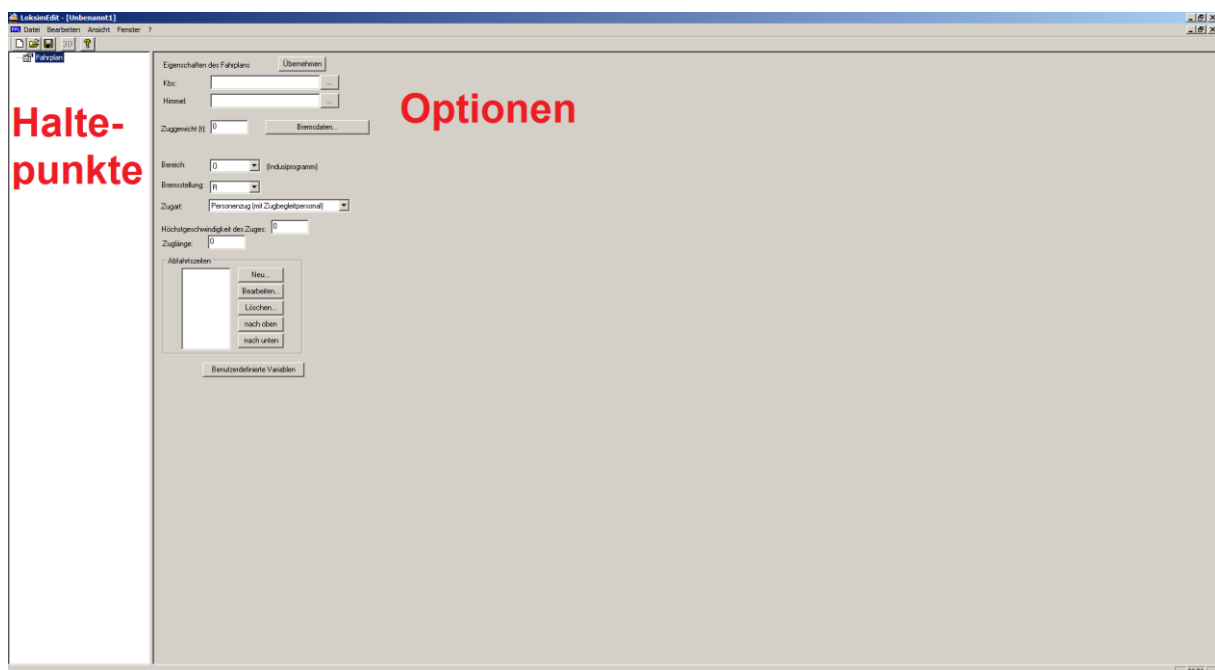 LoksimEdit - [Unbenannt1]
Datei Bearbeiten Ansicht Fenster ?
3D
Fahrplan
Halte-
punkte
Optionen
Eigenschaften des Fahrplans Übernehmen
Kbs: ...
Himmel: ...
Zuggewicht (t): 0 Bremsdaten...
Bereich: O (Indusiprogramm)
Bremsstellung: R
Zugart: Personenzug (mit Zugbegleitpersonal)
Höchstgeschwindigkeit des Zuges: 0
Zuglänge: 0
Abfahrtszeiten
Neu...
Bearbeiten...
Löschen...
nach oben
nach unten
Benutzerdefinierte Variablen